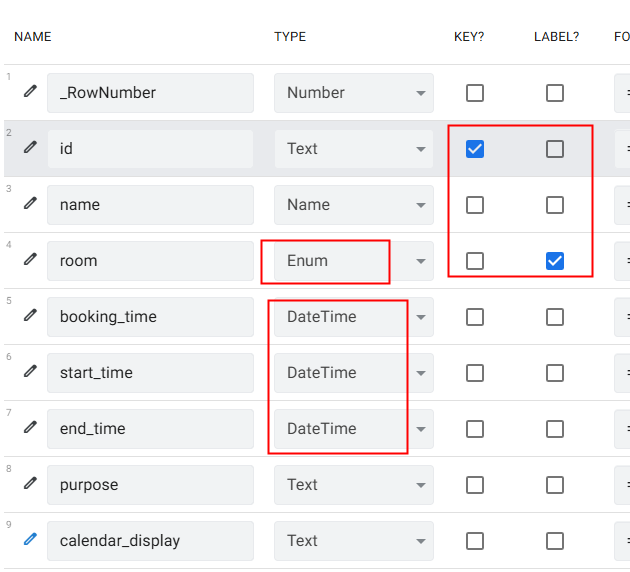 NAME TYPE KEY? LABEL? FO
1 _RowNumber Number =
2 id Text
3 name Name =
4 room Enum =
5 booking_time DateTime =
6 start_time DateTime =
7 end_time DateTime =
8 purpose Text =
9 calendar_display Text =